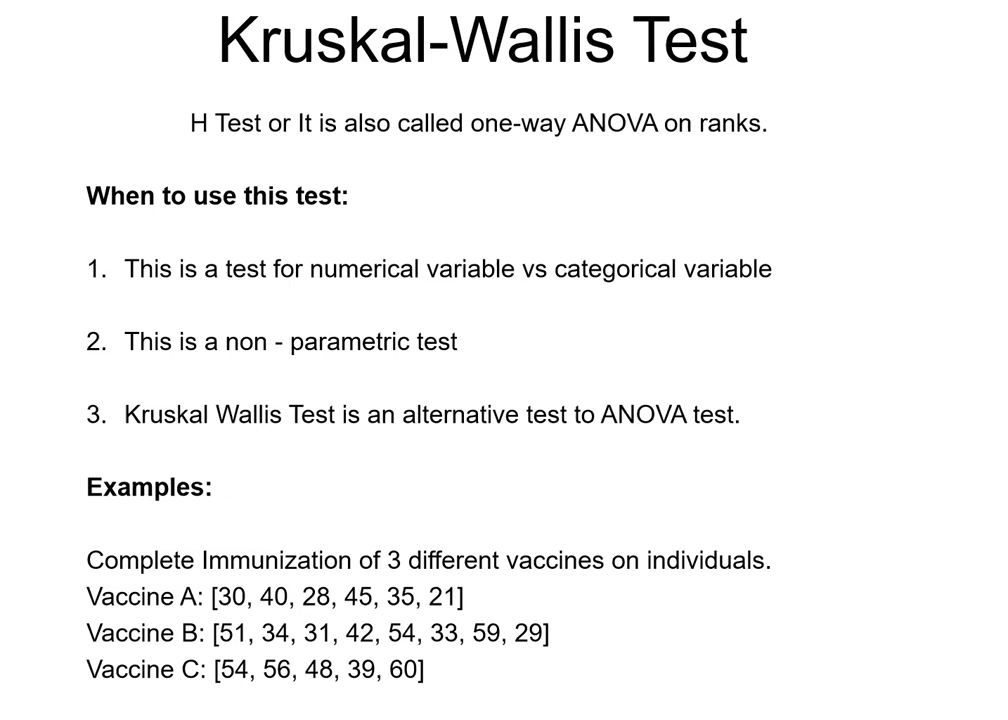 Kruskal-Wallis Test
H Test or It is also called one-way ANOVA on ranks.
When to use this test:
1. This is a test for numerical variable vs categorical variable
2. This is a non - parametric test
3. Kruskal Wallis Test is an alternative test to ANOVA test.
Examples:
Complete Immunization of 3 different vaccines on individuals.
Vaccine A: [30, 40, 28, 45, 35, 21]
Vaccine B: [51, 34, 31, 42, 54, 33, 59, 29]
Vaccine C: [54, 56, 48, 39, 60]